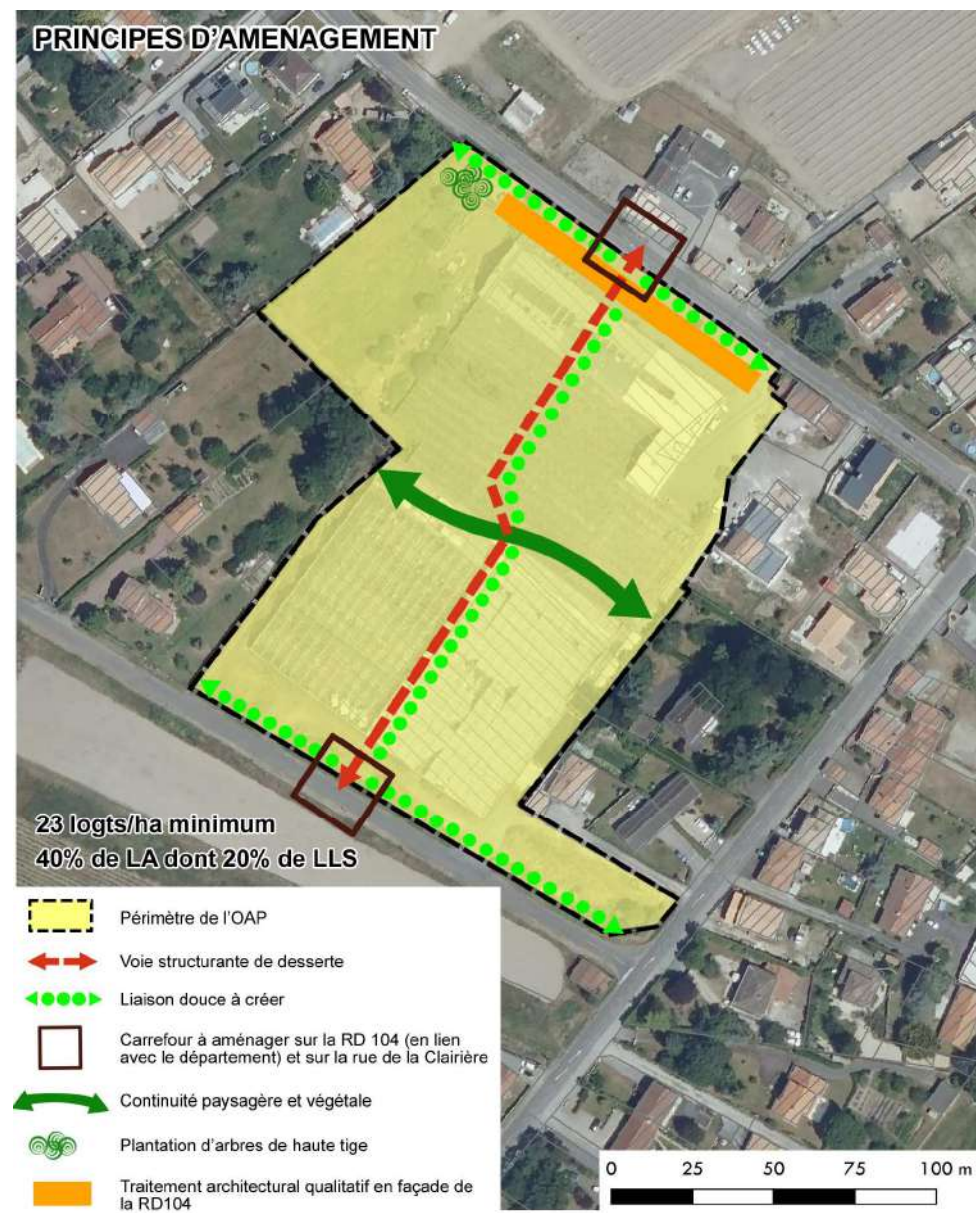 PRINCIPES D'AMENAGEMENT
23 logts/ha minimum
40% de LA dont 20% de LLS
Périmètre de l'OAP
Voie structurante de desserte
Liaison douce à créer
Carrefour à aménager sur la RD 104 (en lien
avec le département) et sur la rue de la Clairière
Continuité paysagère et végétale
Plantation d'arbres de haute tige
Traitement architectural qualitatif en façade de
la RD104
0 25 50 75 100 m